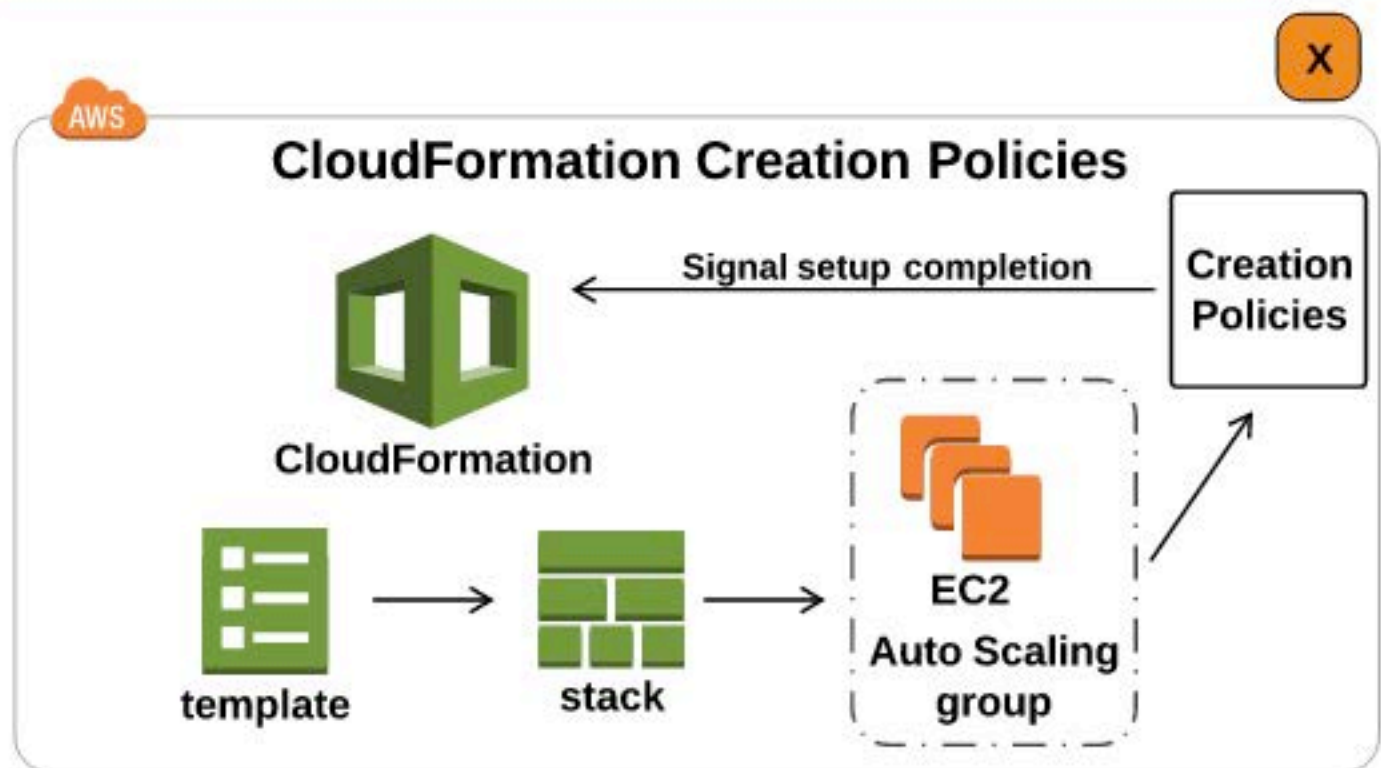 X
AWS
CloudFormation Creation Policies
Signal setup completion
Creation
Policies
CloudFormation
EC2
Auto Scaling
group
template
stack